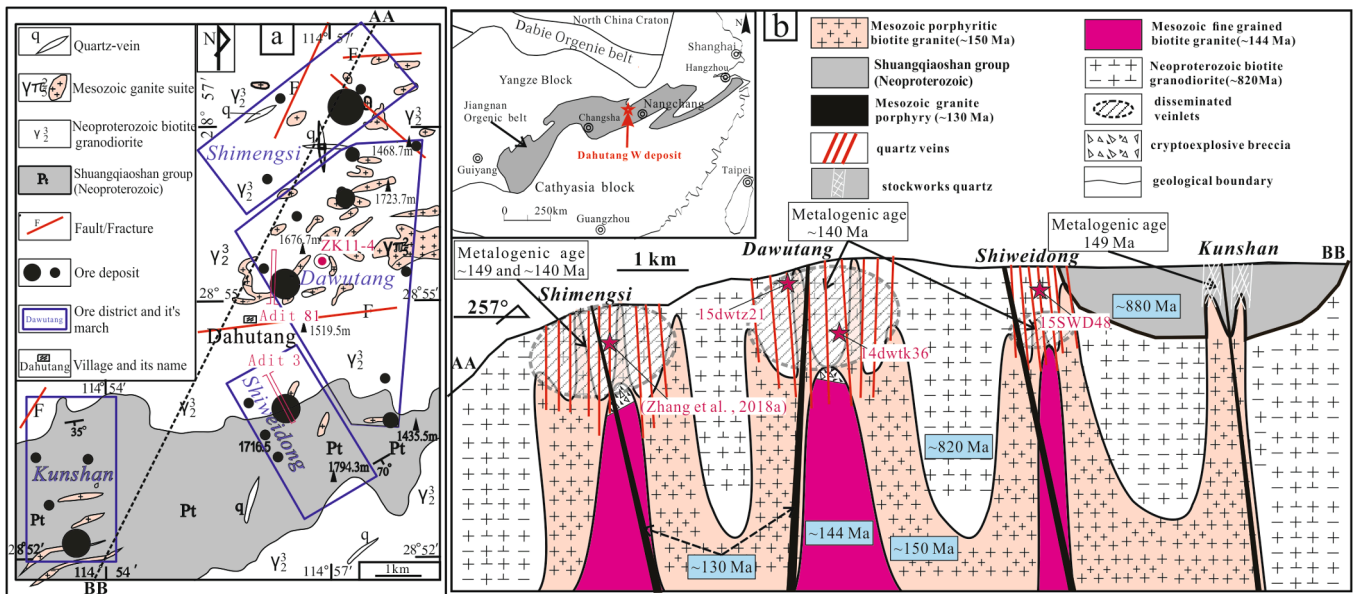 q
Quartz-vein
Mesozoic ganite suite
Neoproterozoic biotite
granodiorite
Pt
Shuangqiaoshan group
(Neoproterozoic)
F
Fault/Fracture
Ore deposit
Dawutang
Ore district and it's
march
Dahutang
Village and its name
N
a
AA
114° 57′
28° 57′
F
F
q
Q
q
Shimengsi
1468.7m
1723.7m
1676.7m
ZK11-4
Dawutang
28° 55′
28° 55′
Adit 81
F
1519.5m
Dahutang
Adit 3
Shiweidong
114° 54′
F
35°
Kunshan
1716.5
Pt
1794.3m
Pt
70°
1435.5m
Pt
Pt
q
q
28° 52′
28° 52′
114° 54′
114° 57′
1km
BB
b
North China Craton
Dabie Orgenie belt
N
Shanghai
Hangzhou
Yangze Block
Jiangnan
Orgenic belt
Nangchang
Changsha
Dahutang W deposit
Guiyang
Cathyasia block
Taipei
0 250km
Guangzhou
Mesozoic porphyritic
biotite granite(~150 Ma)
Shuangqiaoshan group
(Neoproterozoic)
Mesozoic granite
porphyry (~130 Ma)
quartz veins
stockworks quartz
Mesozoic fine grained
biotite granite(~144 Ma)
Neoproterozoic biotite
granodiorite(~820Ma)
disseminated
veinlets
cryptoexplosive breccia
geological boundary
Metalogenic age
~149 and ~140 Ma
1 km
Metalogenic age
~140 Ma
Metalogenic age
149 Ma
257°
Shimengsi
Dawutang
Shiweidong
Kunshan
BB
AA
15dwtz21
14dwtk36
15SWD48
~880 Ma
(Zhang et al., 2018a)
~820 Ma
~144 Ma
~150 Ma
~130 Ma